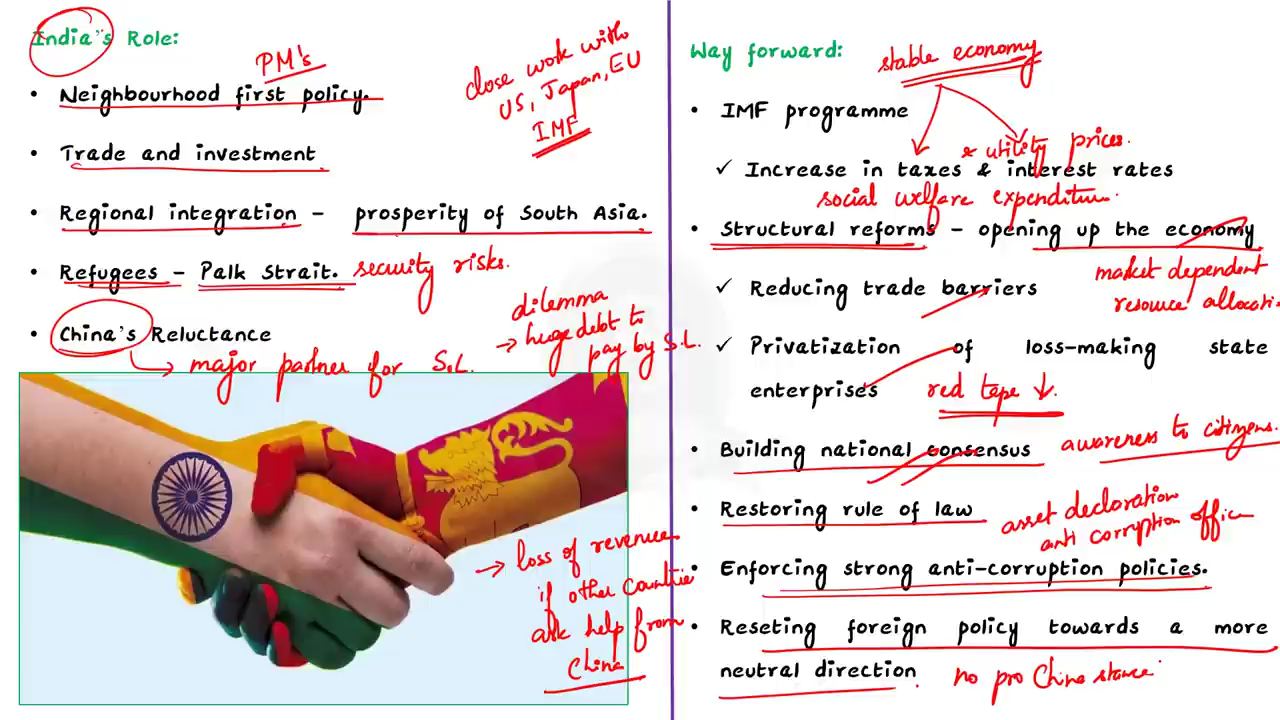 India's Role:
PM's
• Neighbourhood first policy.
close work with
US, Japan, EU
IMF
• Trade and investment
• Regional integration – prosperity of South Asia.
• Refugees – Palk Strait. security risks.
• China's Reluctance
→ major partner for S.L.
dilemma
→ huge debt to
pay by S.L.
→ loss of revenue
if other countrie
ask help from
China
Way forward:
stable economy
• IMF programme
& utility prices.
✓ Increase in taxes & interest rates
social welfare expenditure.
• Structural reforms – opening up the economy
market dependent
resource allocati
✓ Reducing trade barriers
✓ Privatization of loss-making state
enterprises
red tape ↓.
• Building national consensus
awareness to citizens.
• Restoring rule of law
asset declaration
anti corruption office
• Enforcing strong anti-corruption policies.
• Reseting foreign policy towards a more
neutral direction.
no pro China stance